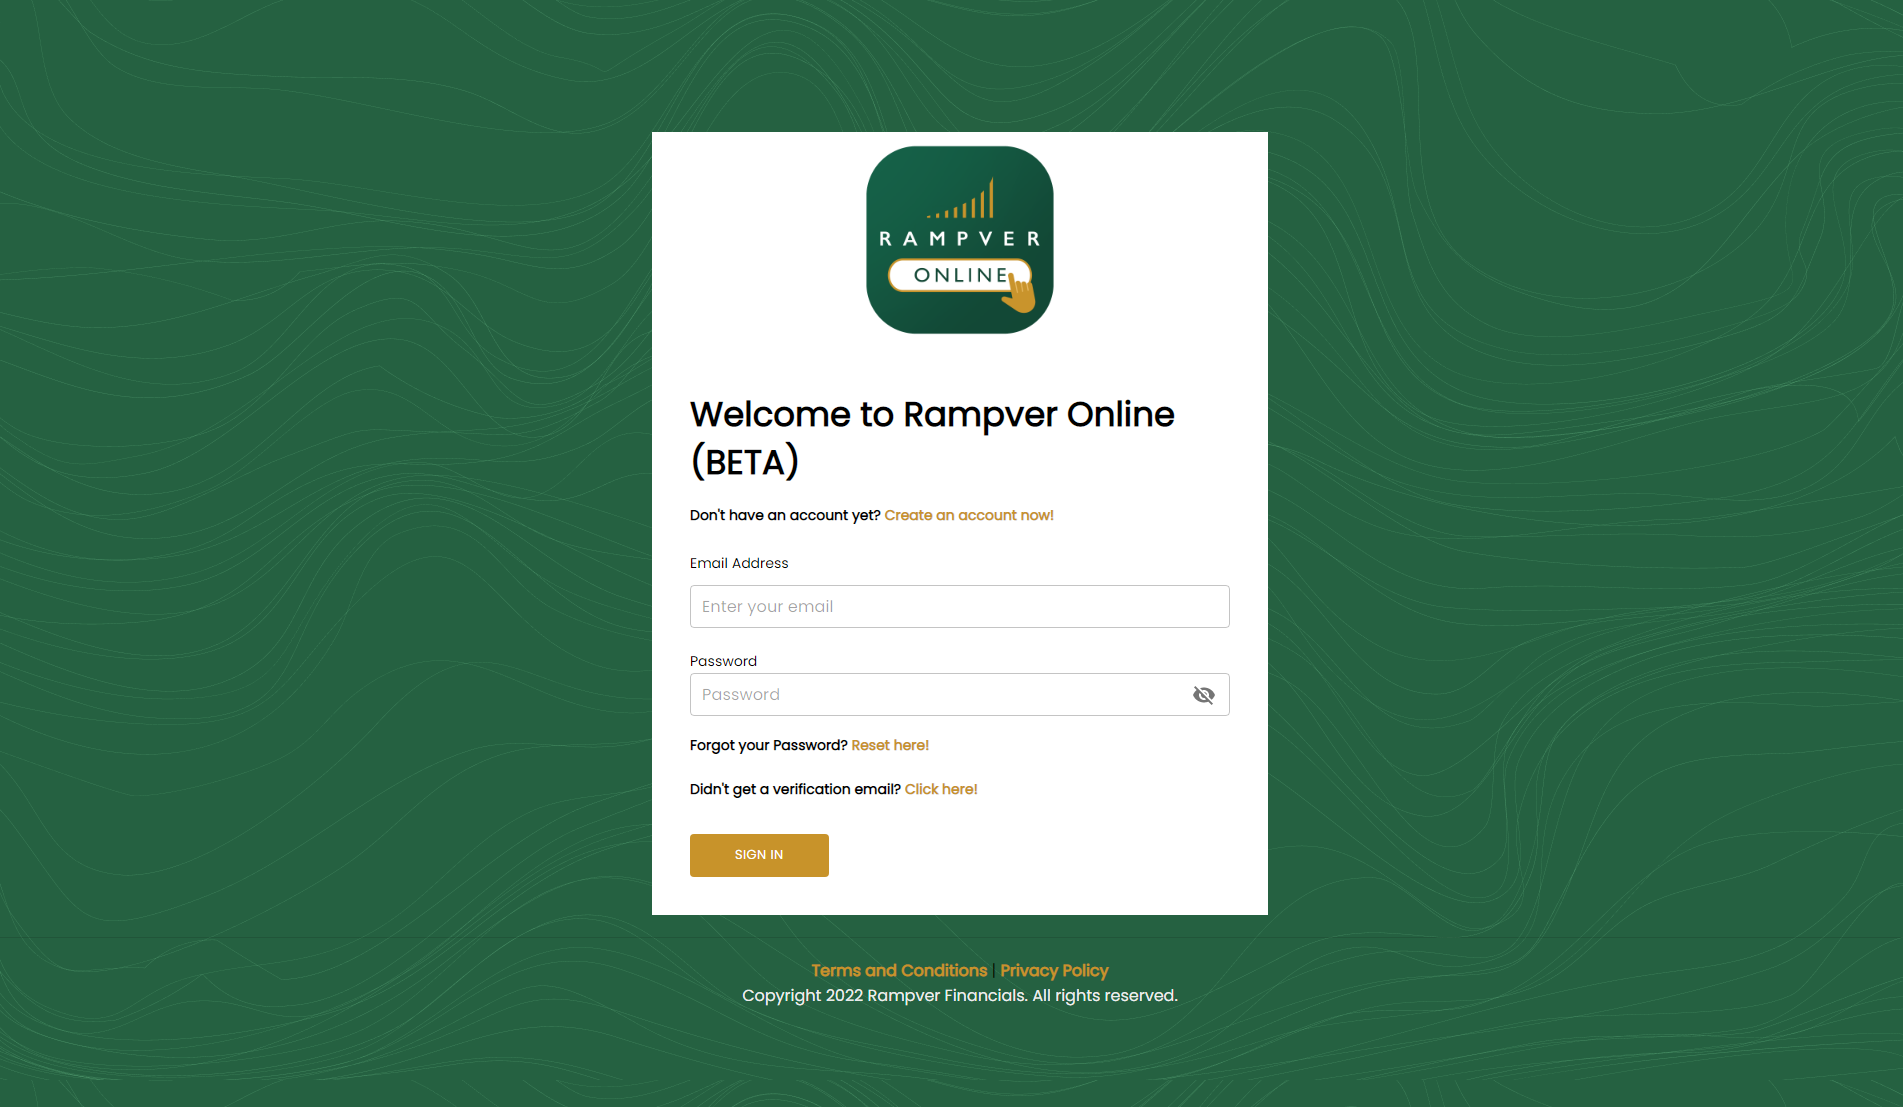 RAMPVER
ONLINE
Welcome to Rampver Online
(BETA)
Don't have an account yet? Create an account now!
Email Address
Enter your email
Password
Password
Forgot your Password? Reset here!
Didn't get a verification email? Click here!
SIGN IN
Terms and Conditions | Privacy Policy
Copyright 2022 Rampver Financials. All rights reserved.